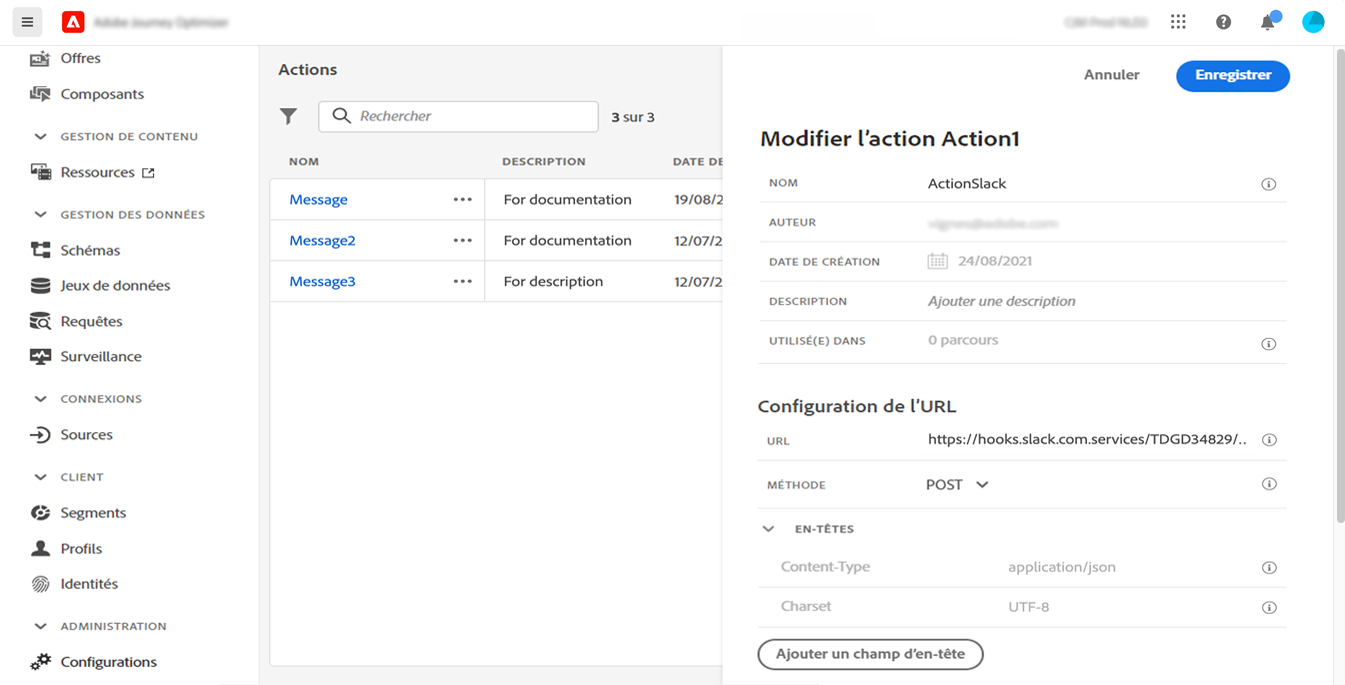 Adobe Journey Optimizer
Offres
Composants
GESTION DE CONTENU
Ressources
GESTION DES DONNÉES
Schémas
Jeux de données
Requêtes
Surveillance
CONNEXIONS
Sources
CLIENT
Segments
Profils
Identités
ADMINISTRATION
Configurations
Actions
Rechercher
3 sur 3
NOM DESCRIPTION DATE DE
Message ••• For documentation 19/08/2
Message2 ••• For documentation 12/07/2
Message3 ••• For description 12/07/2
Annuler
Enregistrer
Modifier l’action Action1
NOM ActionSlack
AUTEUR
DATE DE CRÉATION 24/08/2021
DESCRIPTION Ajouter une description
UTILISÉ(E) DANS 0 parcours
Configuration de l’URL
URL https://hooks.slack.com.services/TDGD34829/..
MÉTHODE POST
EN-TÊTES
Content-Type application/json
Charset UTF-8
Ajouter un champ d’en-tête